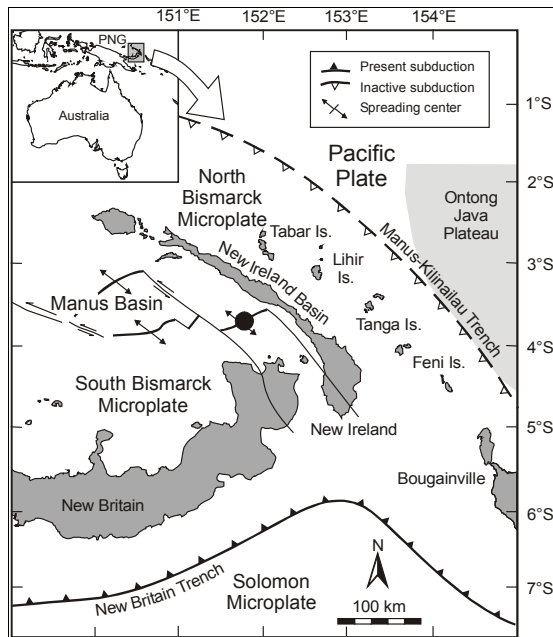 151°E
152°E
153°E
154°E
PNG
Australia
Present subduction
Inactive subduction
Spreading center
1°S
Pacific
Plate
North
Bismarck
Microplate
2°S
Ontong
Java
Plateau
Tabar Is.
Lihir
Is.
New Ireland Basin
Manus-Kilinailau Trench
3°S
Manus Basin
Tanga Is.
4°S
Feni Is.
South Bismarck
Microplate
New Ireland
5°S
Bougainville
New Britain
6°S
N
New Britain Trench
Solomon
Microplate
100 km
7°S